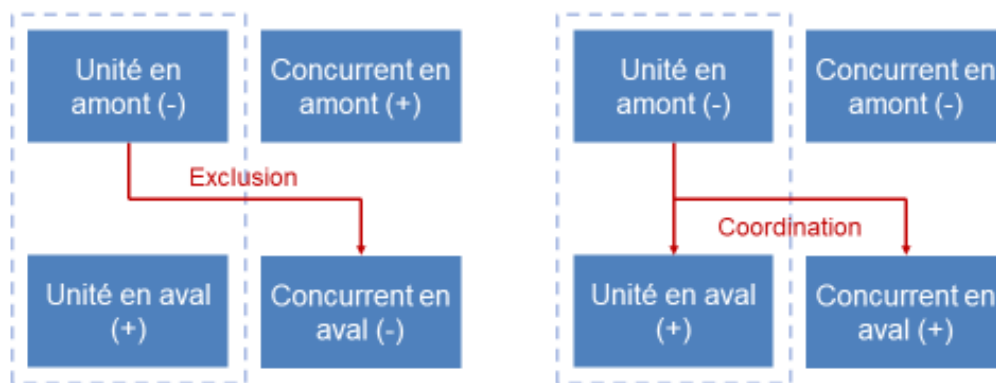 Unité en
amont (-)
Concurrent en
amont (+)
Exclusion
Unité en aval
(+)
Concurrent en
aval (-)
Unité en
amont (-)
Concurrent en
amont (-)
Coordination
Unité en aval
(+)
Concurrent en
aval (+)